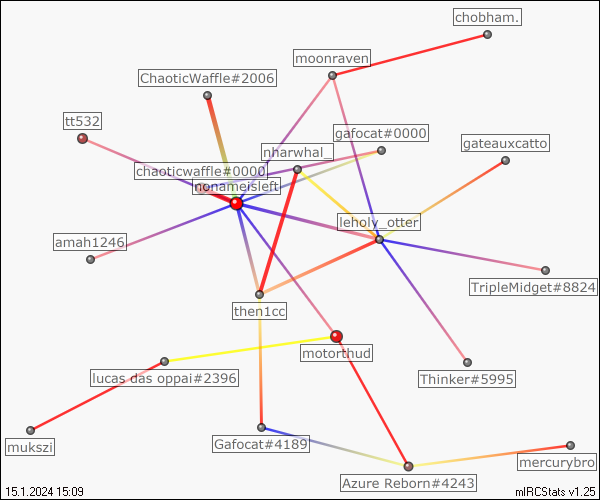 chobham.
moonraven
ChaoticWaffle#2006
tt532
gafocat#0000
gateauxcatto
nharwhal_
chaoticwaffle#0000
nonameisleft
leholy_otter
amah1246
TripleMidget#8824
then1cc
motorthud
lucas das oppai#2396
Thinker#5995
Gafocat#4189
mukszi
mercurybro
Azure Reborn#4243
15.1.2024 15:09
mIRCStats v1.25